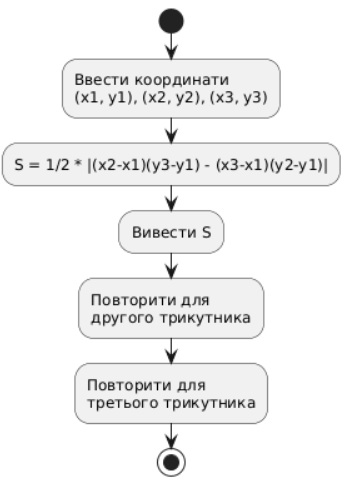 Ввести координати
(x1, y1), (x2, y2), (x3, y3)
S = 1/2 * |(x2-x1)(y3-y1) - (x3-x1)(y2-y1)|
Вивести S
Повторити для
другого трикутника
Повторити для
третього трикутника